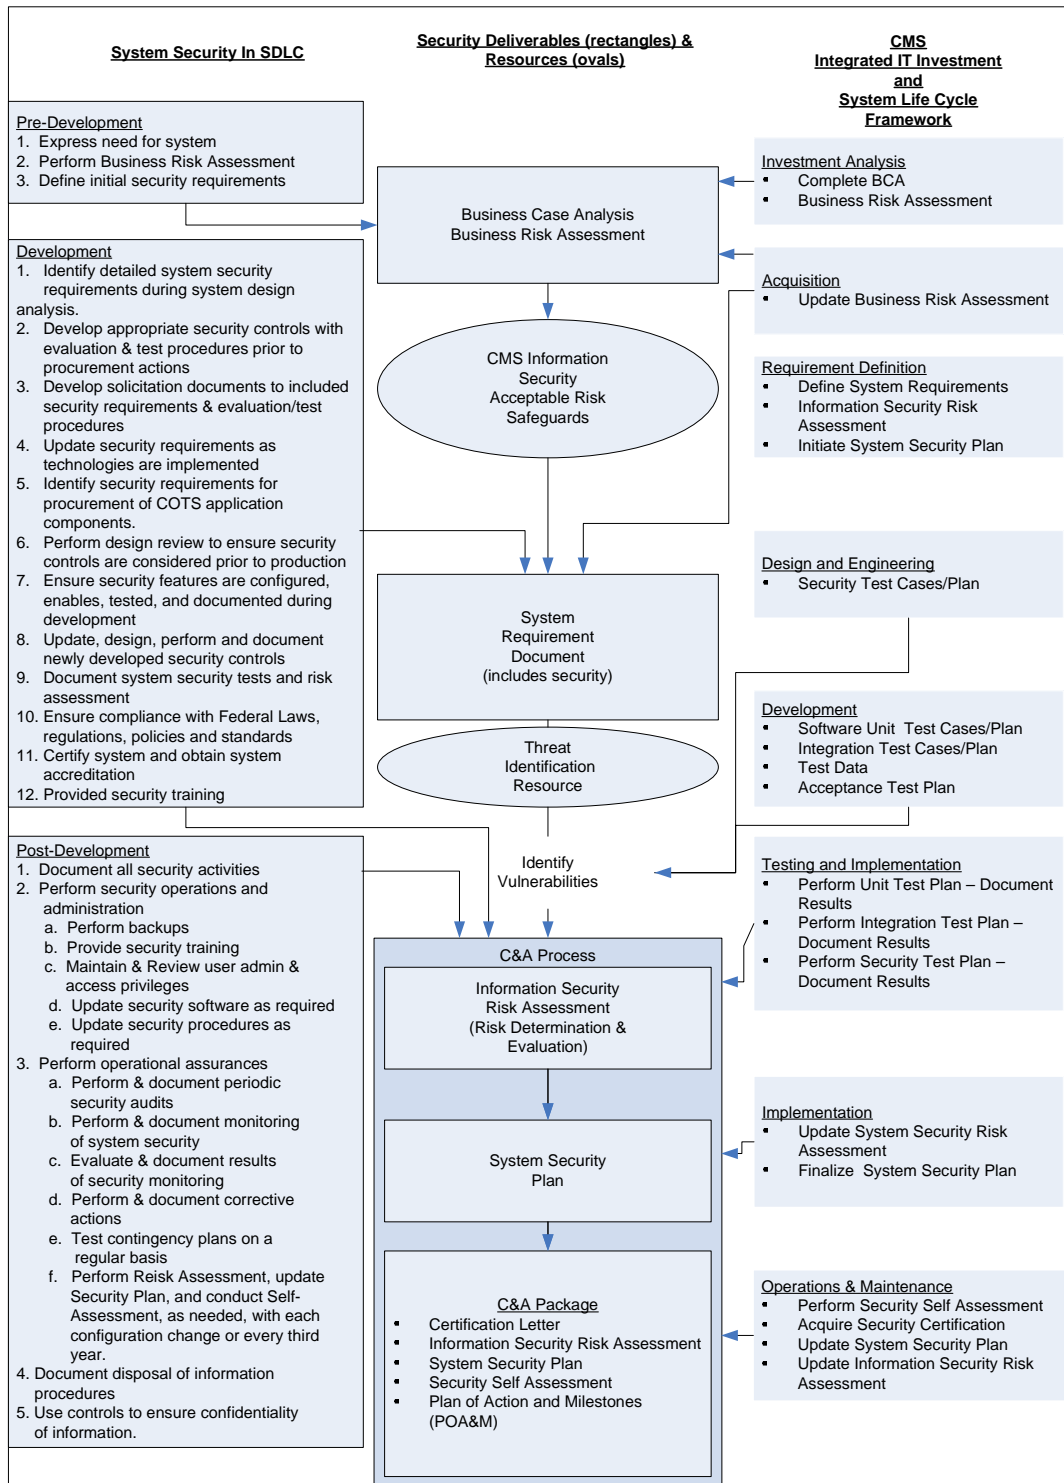 System Security In SDLC
Security Deliverables (rectangles) &
Resources (ovals)
CMS
Integrated IT Investment
and
System Life Cycle
Framework
Pre-Development
1. Express need for system
2. Perform Business Risk Assessment
3. Define initial security requirements
Development
1. Identify detailed system security
requirements during system design
analysis.
2. Develop appropriate security controls with
evaluation & test procedures prior to
procurement actions
3. Develop solicitation documents to included
security requirements & evaluation/test
procedures
4. Update security requirements as
technologies are implemented
5. Identify security requirements for
procurement of COTS application
components.
6. Perform design review to ensure security
controls are considered prior to production
7. Ensure security features are configured,
enables, tested, and documented during
development
8. Update, design, perform and document
newly developed security controls
9. Document system security tests and risk
assessment
10. Ensure compliance with Federal Laws,
regulations, policies and standards
11. Certify system and obtain system
accreditation
12. Provided security training
Post-Development
1. Document all security activities
2. Perform security operations and
administration
a. Perform backups
b. Provide security training
c. Maintain & Review user admin &
access privileges
d. Update security software as required
e. Update security procedures as
required
3. Perform operational assurances
a. Perform & document periodic
security audits
b. Perform & document monitoring
of system security
c. Evaluate & document results
of security monitoring
d. Perform & document corrective
actions
e. Test contingency plans on a
regular basis
f. Perform Reisk Assessment, update
Security Plan, and conduct Self-
Assessment, as needed, with each
configuration change or every third
year.
4. Document disposal of information
procedures
5. Use controls to ensure confidentiality
of information.
Business Case Analysis
Business Risk Assessment
CMS Information
Security
Acceptable Risk
Safeguards
System
Requirement
Document
(includes security)
Threat
Identification
Resource
Identify
Vulnerabilities
C&A Process
Information Security
Risk Assessment
(Risk Determination &
Evaluation)
System Security
Plan
C&A Package
▪ Certification Letter
▪ Information Security Risk Assessment
▪ System Security Plan
▪ Security Self Assessment
▪ Plan of Action and Milestones
(POA&M)
Investment Analysis
▪ Complete BCA
▪ Business Risk Assessment
Acquisition
▪ Update Business Risk Assessment
Requirement Definition
▪ Define System Requirements
▪ Information Security Risk
Assessment
▪ Initiate System Security Plan
Design and Engineering
▪ Security Test Cases/Plan
Development
▪ Software Unit Test Cases/Plan
▪ Integration Test Cases/Plan
▪ Test Data
▪ Acceptance Test Plan
Testing and Implementation
▪ Perform Unit Test Plan – Document
Results
▪ Perform Integration Test Plan –
Document Results
▪ Perform Security Test Plan –
Document Results
Implementation
▪ Update System Security Risk
Assessment
▪ Finalize System Security Plan
Operations & Maintenance
▪ Perform Security Self Assessment
▪ Acquire Security Certification
▪ Update System Security Plan
▪ Update Information Security Risk
Assessment